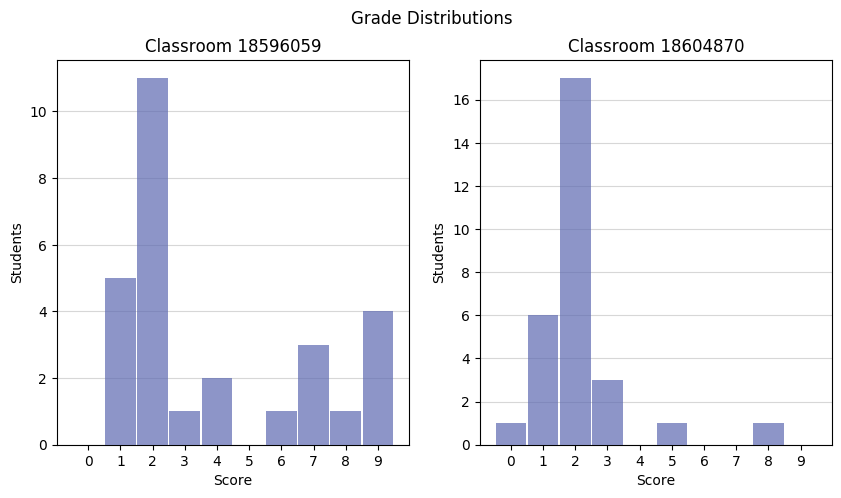 Grade Distributions
Classroom 18596059
10
8
6
4
2
0
Students
0 1 2 3 4 5 6 7 8 9
Score
Classroom 18604870
16
14
12
10
8
6
4
2
0
Students
0 1 2 3 4 5 6 7 8 9
Score